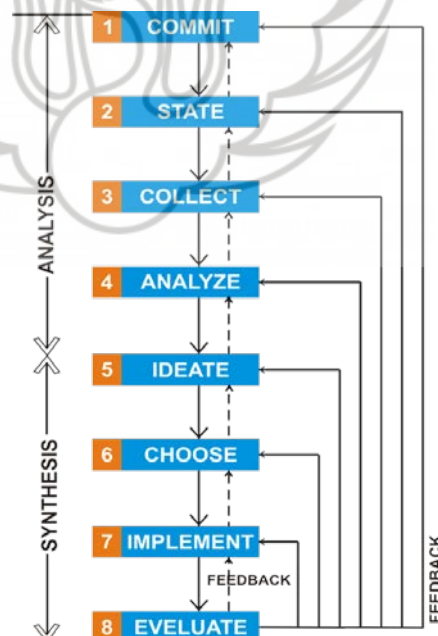 1 COMMIT
2 STATE
3 COLLECT
4 ANALYZE
5 IDEATE
6 CHOOSE
7 IMPLEMENT
FEEDBACK
8 EVELUATE
ANALYSIS
SYNTHESIS
FEEDBACK